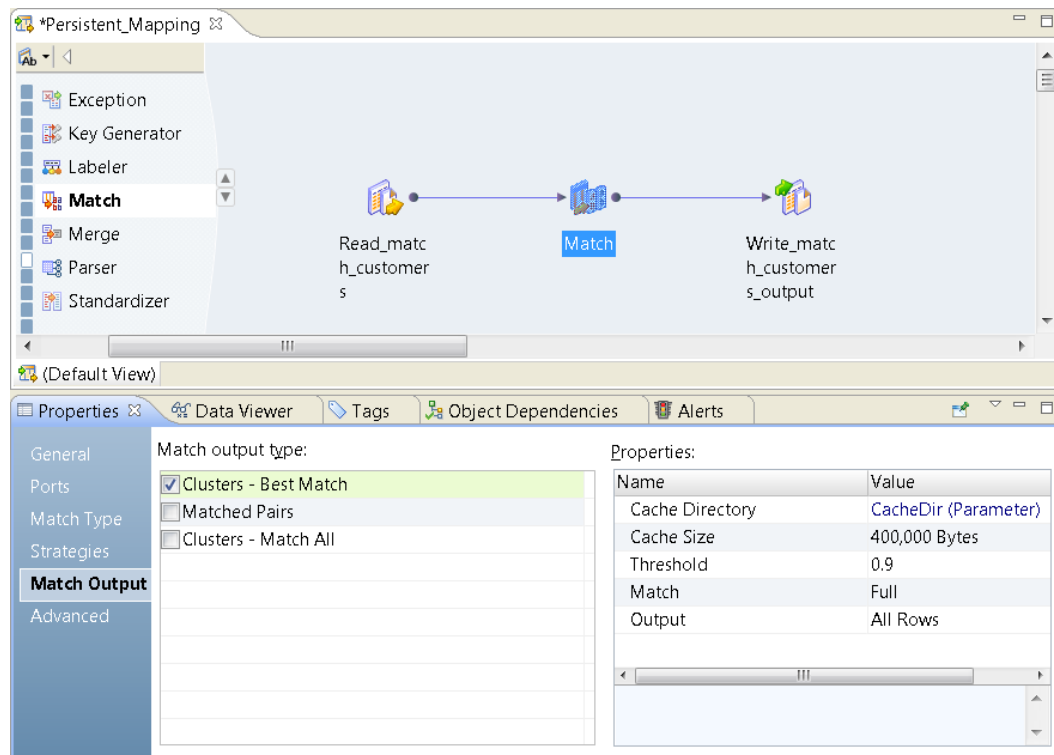 *Persistent_Mapping
Ab
Exception
Key Generator
Labeler
Match
Merge
Parser
Standardizer
Read_matc
h_customer
s
Match
Write_matc
h_customer
s_output
(Default View)
Properties Data Viewer Tags Object Dependencies Alerts
General
Ports
Match Type
Strategies
Match Output
Advanced
Match output type:
Clusters - Best Match
Matched Pairs
Clusters - Match All
Properties:
Name Value
Cache Directory CacheDir (Parameter)
Cache Size 400,000 Bytes
Threshold 0.9
Match Full
Output All Rows